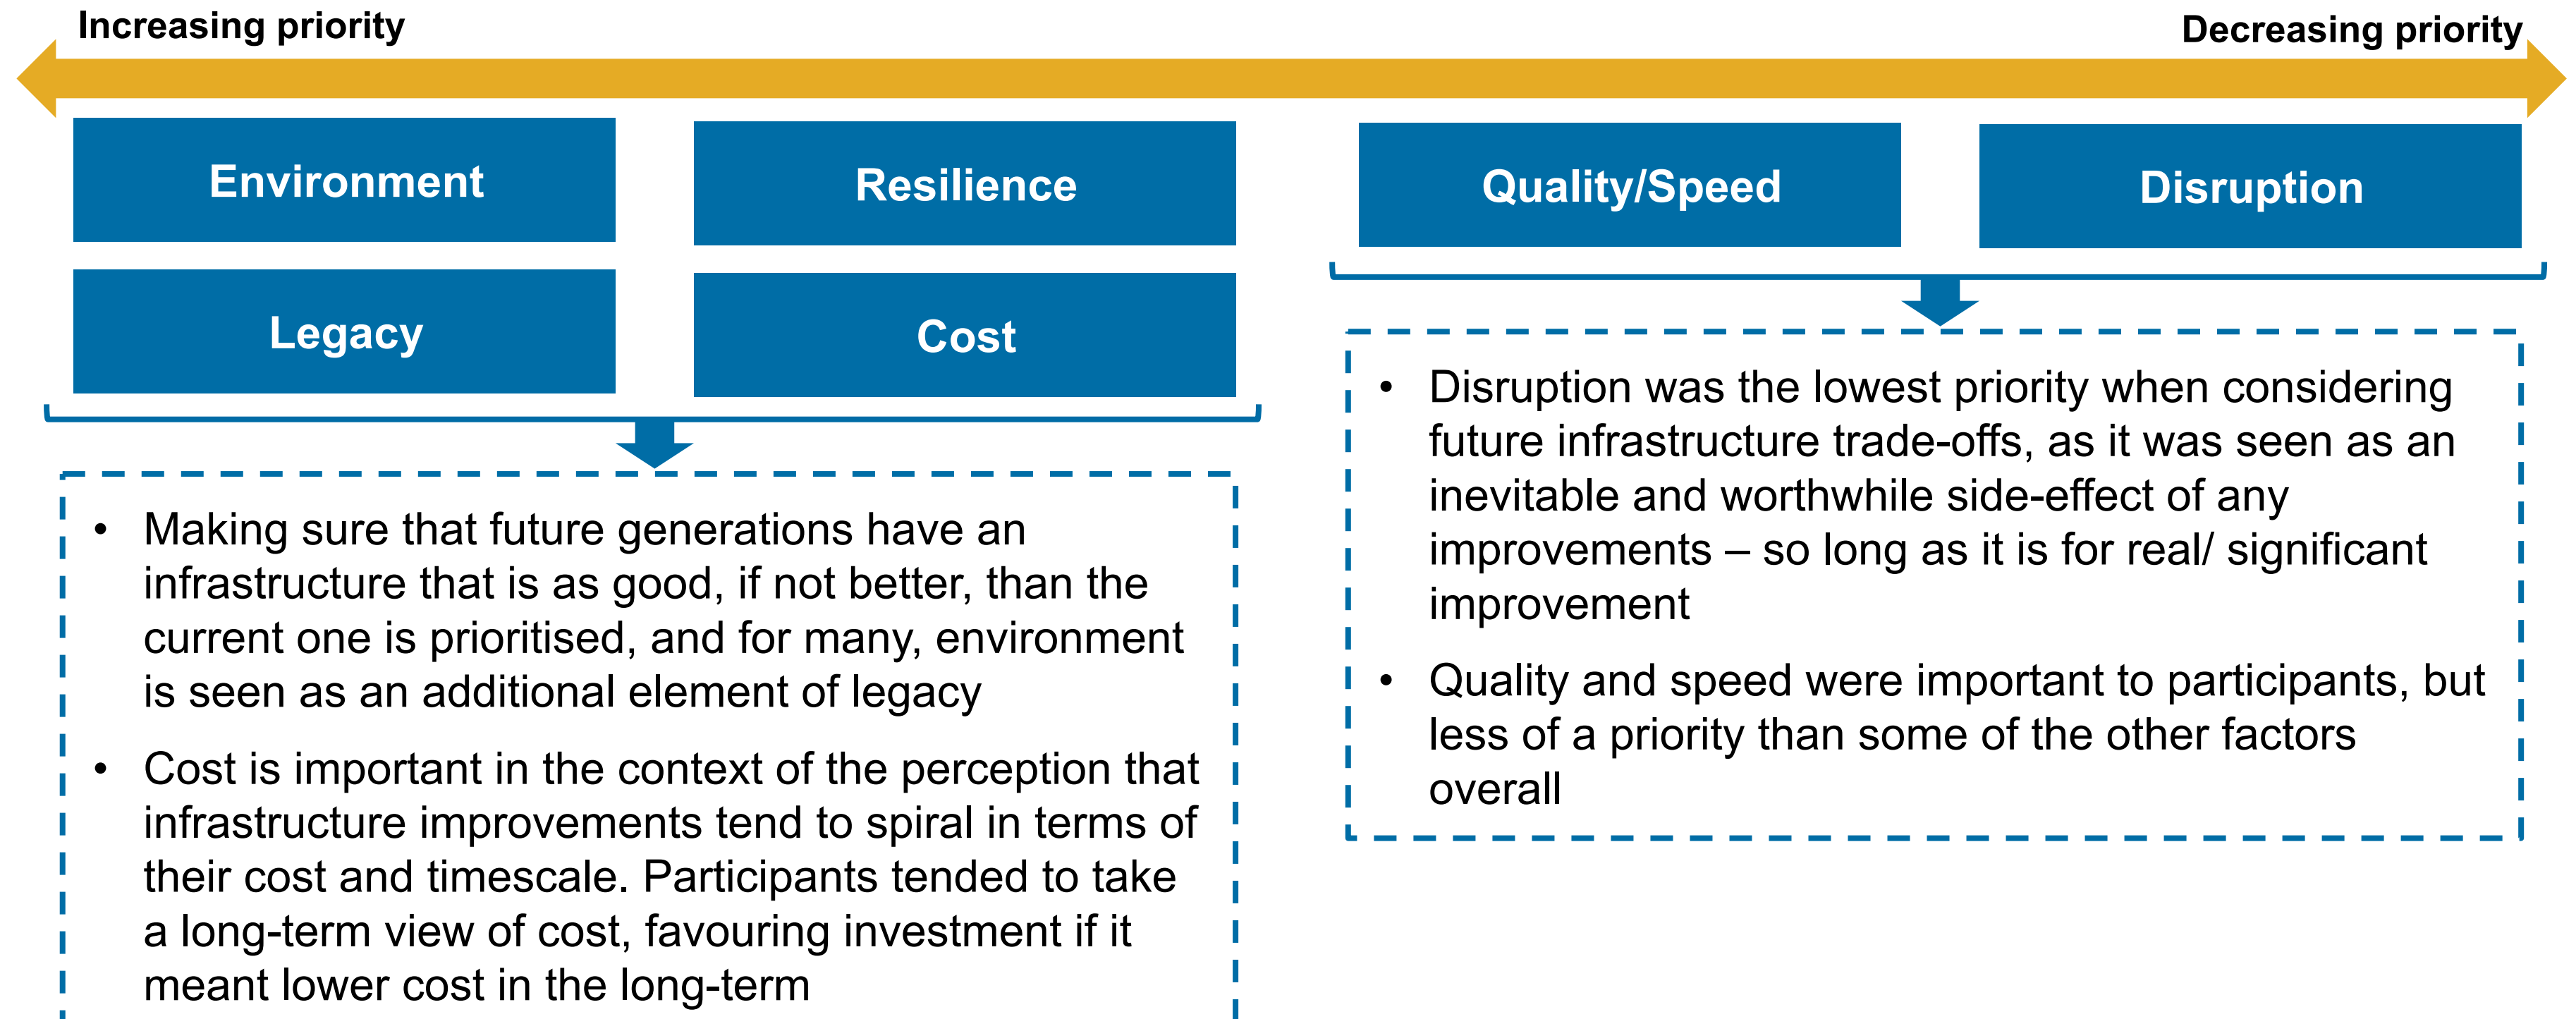 Increasing priority
Decreasing priority
Environment
Resilience
Quality/Speed
Disruption
Legacy
Cost
• Making sure that future generations have an
infrastructure that is as good, if not better, than the
current one is prioritised, and for many, environment
is seen as an additional element of legacy
• Cost is important in the context of the perception that
infrastructure improvements tend to spiral in terms of
their cost and timescale. Participants tended to take
a long-term view of cost, favouring investment if it
meant lower cost in the long-term
• Disruption was the lowest priority when considering
future infrastructure trade-offs, as it was seen as an
inevitable and worthwhile side-effect of any
improvements – so long as it is for real/ significant
improvement
• Quality and speed were important to participants, but
less of a priority than some of the other factors
overall